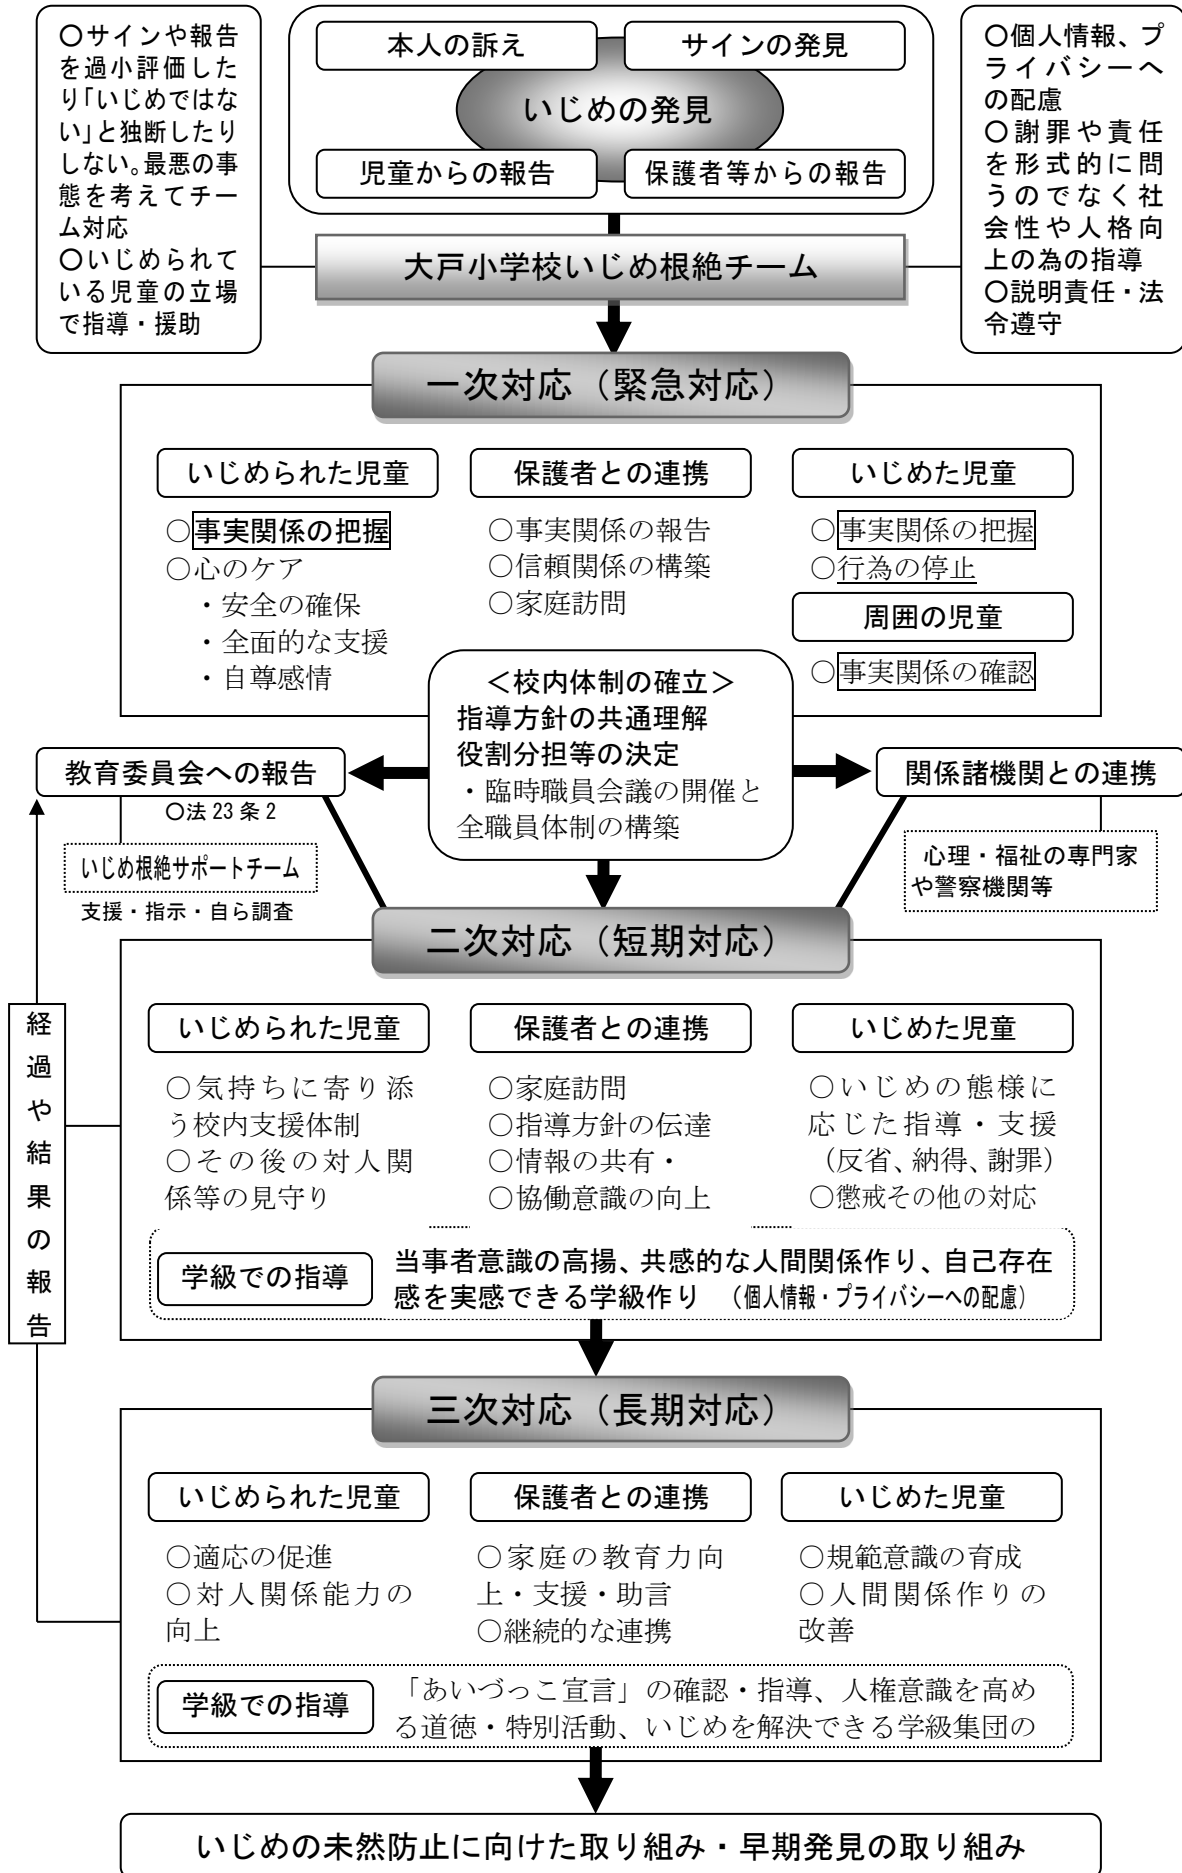 〇サインや報告
を過小評価した
り「いじめではな
い」と独断したり
しない。最悪の事
態を考えてチー
ム対応
〇いじめられて
いる児童の立場
で指導・援助
本人の訴え
サインの発見
いじめの発見
児童からの報告
保護者等からの報告
〇個人情報、プ
ライバシーへ
の配慮
〇謝罪や責任
を形式的に問
うのでなく社
会性や人格向
上の為の指導
〇説明責任・法
令遵守
大戸小学校いじめ根絶チーム
一次対応（緊急対応）
いじめられた児童
〇事実関係の把握
〇心のケア
・安全の確保
・全面的な支援
・自尊感情
保護者との連携
〇事実関係の報告
〇信頼関係の構築
〇家庭訪問
いじめた児童
〇事実関係の把握
〇行為の停止
周囲の児童
〇事実関係の確認
＜校内体制の確立＞
指導方針の共通理解
役割分担等の決定
・臨時職員会議の開催と
全職員体制の構築
教育委員会への報告
〇法 23 条 2
いじめ根絶サポートチーム
支援・指示・自ら調査
関係諸機関との連携
心理・福祉の専門家
や警察機関等
二次対応（短期対応）
いじめられた児童
〇気持ちに寄り添
う校内支援体制
〇その後の対人関
係等の見守り
保護者との連携
〇家庭訪問
〇指導方針の伝達
〇情報の共有・
〇協働意識の向上
いじめた児童
〇いじめの態様に
応じた指導・支援
（反省、納得、謝罪）
〇懲戒その他の対応
学級での指導
当事者意識の高揚、共感的な人間関係作り、自己存在
感を実感できる学級作り　（個人情報・プライバシーへの配慮）
経過や結果の報告
三次対応（長期対応）
いじめられた児童
〇適応の促進
〇対人関係能力の
向上
保護者との連携
〇家庭の教育力向
上・支援・助言
〇継続的な連携
いじめた児童
〇規範意識の育成
〇人間関係作りの
改善
学級での指導
「あいづっこ宣言」の確認・指導、人権意識を高め
る道徳・特別活動、いじめを解決できる学級集団の
いじめの未然防止に向けた取り組み・早期発見の取り組み